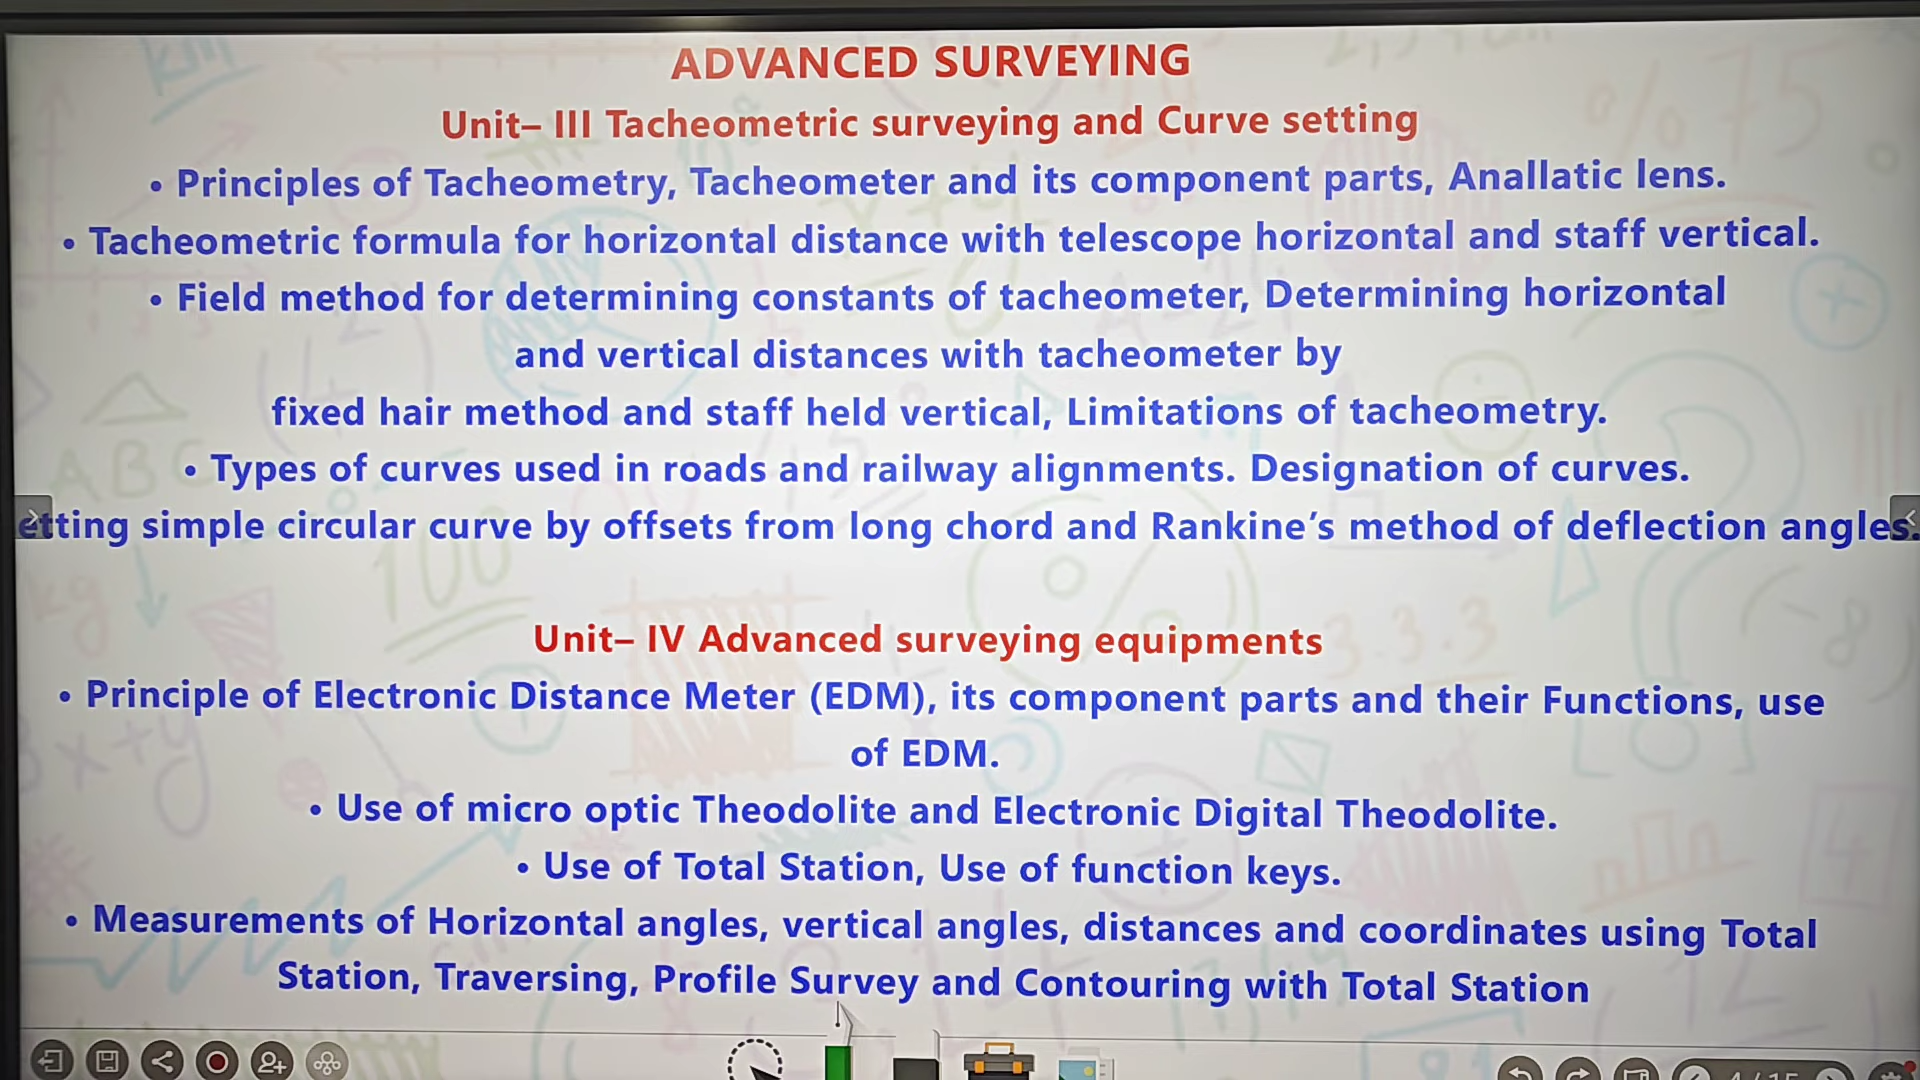 ADVANCED SURVEYING
Unit– III Tacheometric surveying and Curve setting
• Principles of Tacheometry, Tacheometer and its component parts, Anallatic lens.
• Tacheometric formula for horizontal distance with telescope horizontal and staff vertical.
• Field method for determining constants of tacheometer, Determining horizontal
and vertical distances with tacheometer by
fixed hair method and staff held vertical, Limitations of tacheometry.
• Types of curves used in roads and railway alignments. Designation of curves.
etting simple circular curve by offsets from long chord and Rankine’s method of deflection angles.
Unit– IV Advanced surveying equipments
• Principle of Electronic Distance Meter (EDM), its component parts and their Functions, use
of EDM.
• Use of micro optic Theodolite and Electronic Digital Theodolite.
• Use of Total Station, Use of function keys.
• Measurements of Horizontal angles, vertical angles, distances and coordinates using Total
Station, Traversing, Profile Survey and Contouring with Total Station